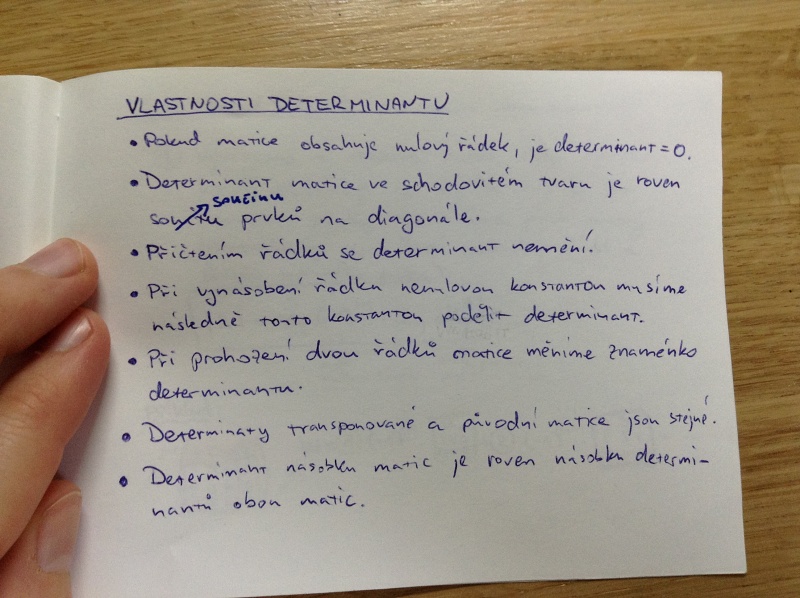 VLASTNOSTI DETERMINANTU
• Pokud matice obsahuje nulový řádek, je determinant = 0.
• Determinant matice ve schodovitém tvaru je roven
součinu
součtu prvků na diagonále.
• Přičtením řádků se determinant nemění.
• Při vynásobení řádku nenulovou konstantou musíme
následně touto konstantou podělit determinant.
• Při prohození dvou řádků matice měníme znaménko
determinantu.
• Determinaty transponované a původní matice jsou stejné.
• Determinant násobku matic je roven násobku determi-
nantů obou matic.